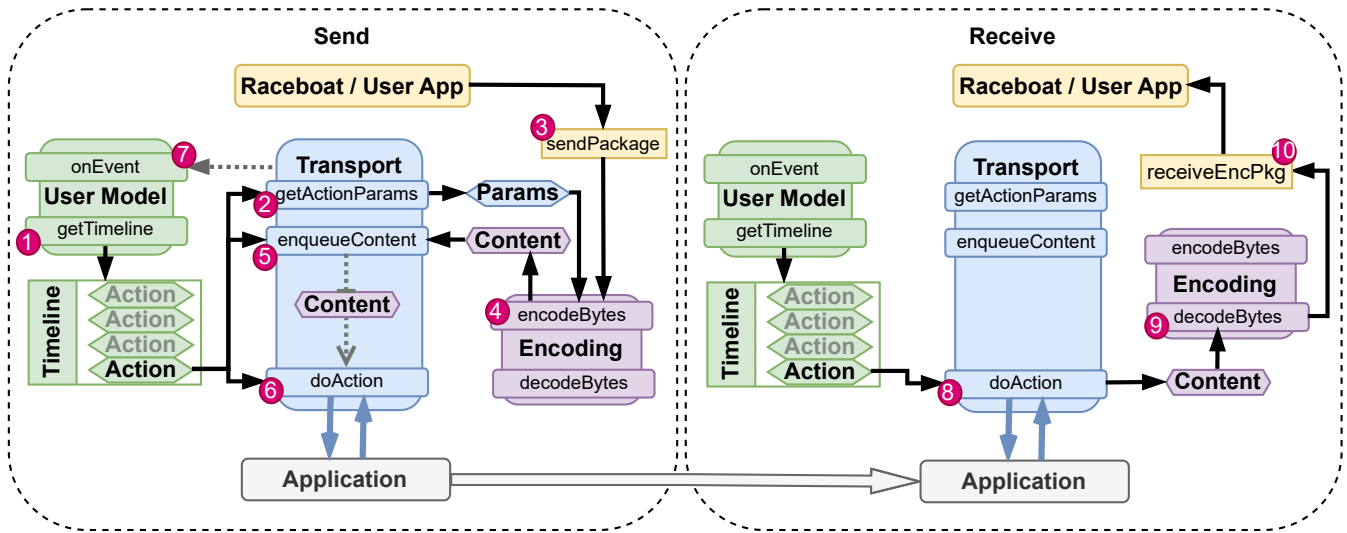 Send
Raceboat / User App
3
sendPackage
7
onEvent
User Model
getTimeline
1
Timeline
Action
Action
Action
Action
Transport
getActionParams
2
enqueueContent
5
Content
doAction
6
Params
Content
4
encodeBytes
Encoding
decodeBytes
Application
Receive
Raceboat / User App
10
receiveEncPkg
onEvent
User Model
getTimeline
Timeline
Action
Action
Action
Action
Transport
getActionParams
enqueueContent
doAction
8
encodeBytes
Encoding
decodeBytes
9
Content
Application